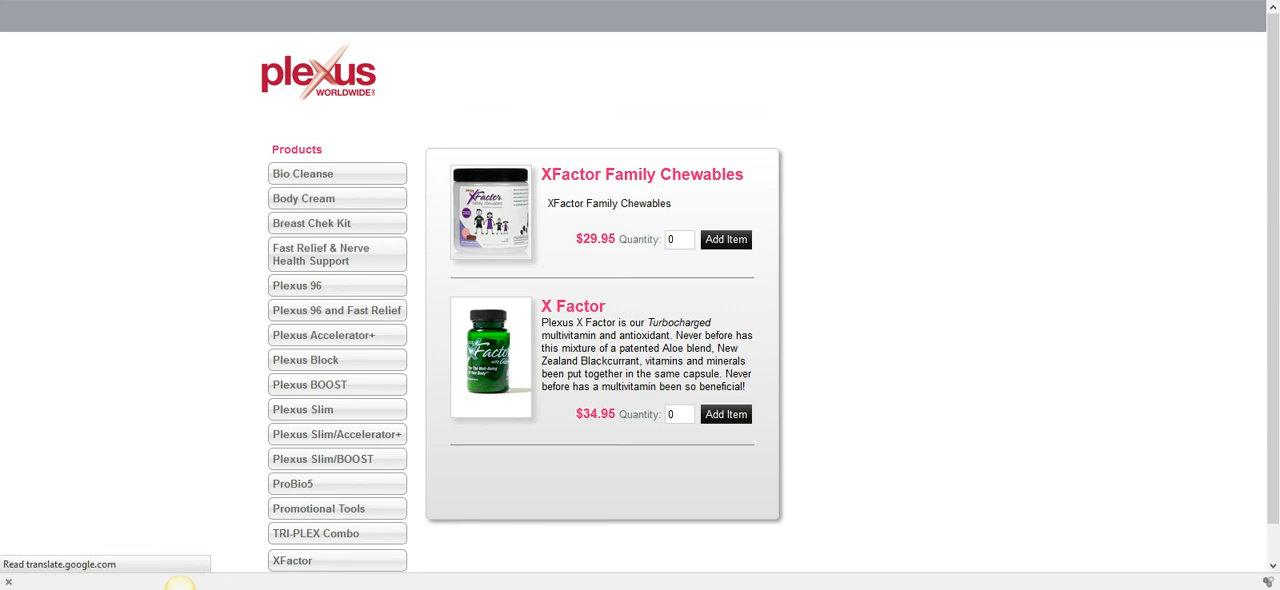 plexus
WORLDWIDE
Products
Bio Cleanse
Body Cream
Breast Chek Kit
Fast Relief & Nerve
Health Support
Plexus 96
Plexus 96 and Fast Relief
Plexus Accelerator+
Plexus Block
Plexus BOOST
Plexus Slim
Plexus Slim/Accelerator+
Plexus Slim/BOOST
ProBio5
Promotional Tools
TRI-PLEX Combo
XFactor
XFactor
XFactor Family Chewables
XFactor Family Chewables
$29.95 Quantity: 0 Add Item
X Factor
X Factor
Plexus X Factor is our Turbocharged
multivitamin and antioxidant. Never before has
this mixture of a patented Aloe blend, New
Zealand Blackcurrant, vitamins and minerals
been put together in the same capsule. Never
before has a multivitamin been so beneficial!
$34.95 Quantity: 0 Add Item
Read translate.google.com